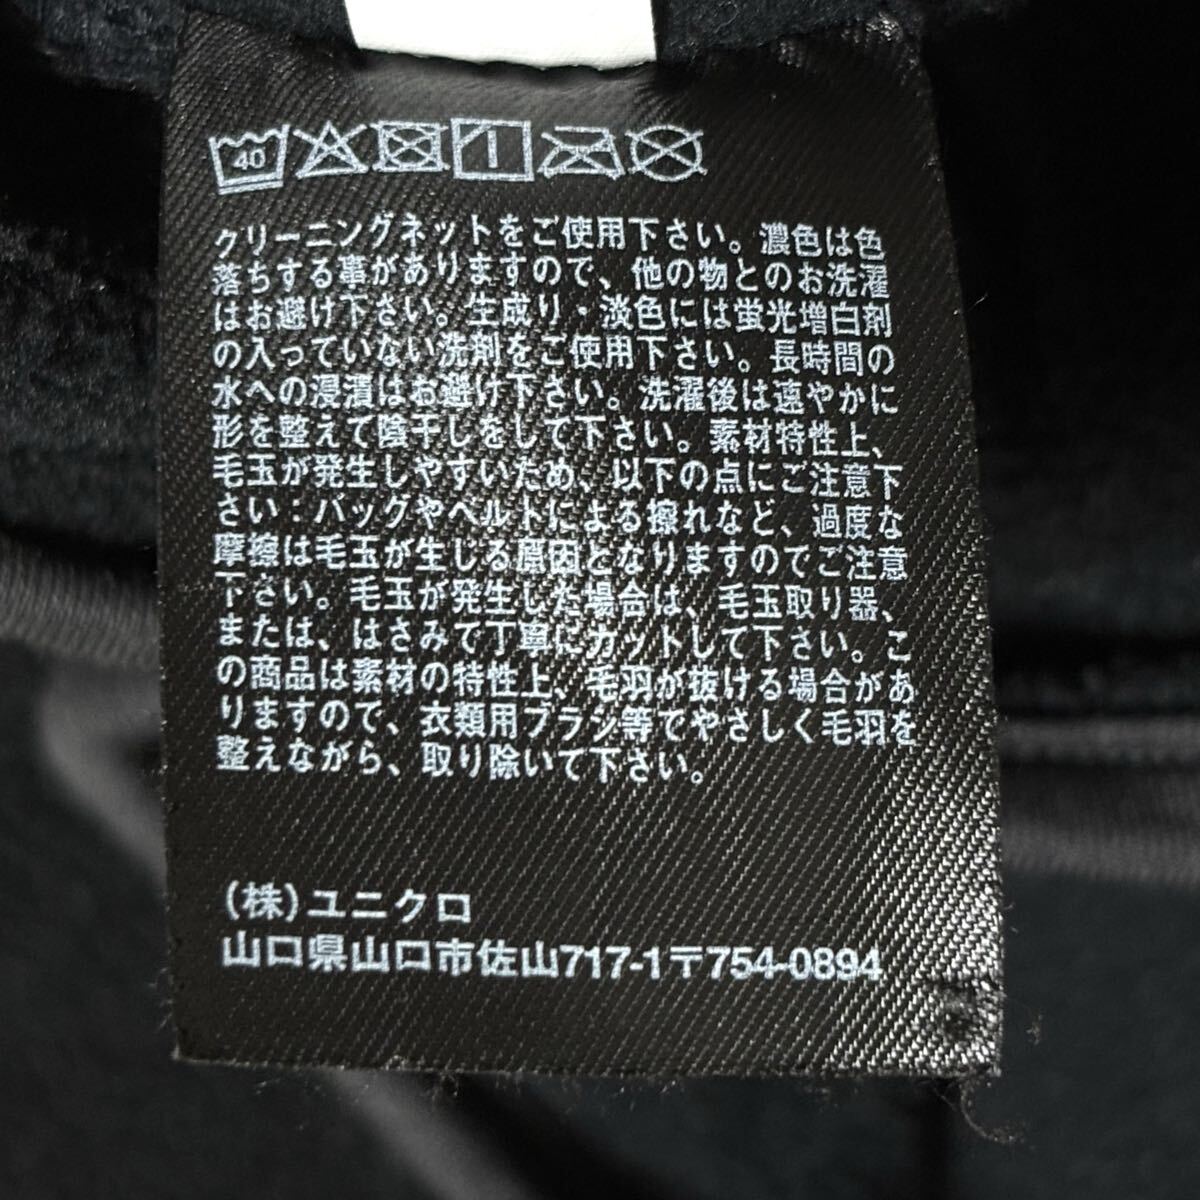 40
クリーニングネットをご使用下さい。濃色は色
落ちする事がありますので、他の物とのお洗濯
はお避け下さい。生成り・淡色には蛍光増白剤
の入っていない洗剤をご使用下さい。長時間の
水への浸漬はお避け下さい。洗濯後は速やかに
形を整えて陰干しをして下さい。素材特性上、
毛玉が発生しやすいため、以下の点にご注意下
さい:バッグやベルトによる擦れなど、過度な
摩擦は毛玉が生じる原因となりますのでご注意
下さい。毛玉が発生した場合は、毛玉取り器、
または、はさみで丁寧にカットして下さい。こ
の商品は素材の特性上、毛羽が抜ける場合があ
りますので、衣類用ブラシ等でやさしく毛羽を
整えながら、取り除いて下さい。
(株)ユニクロ
山口県山口市佐山717-1〒754-0894